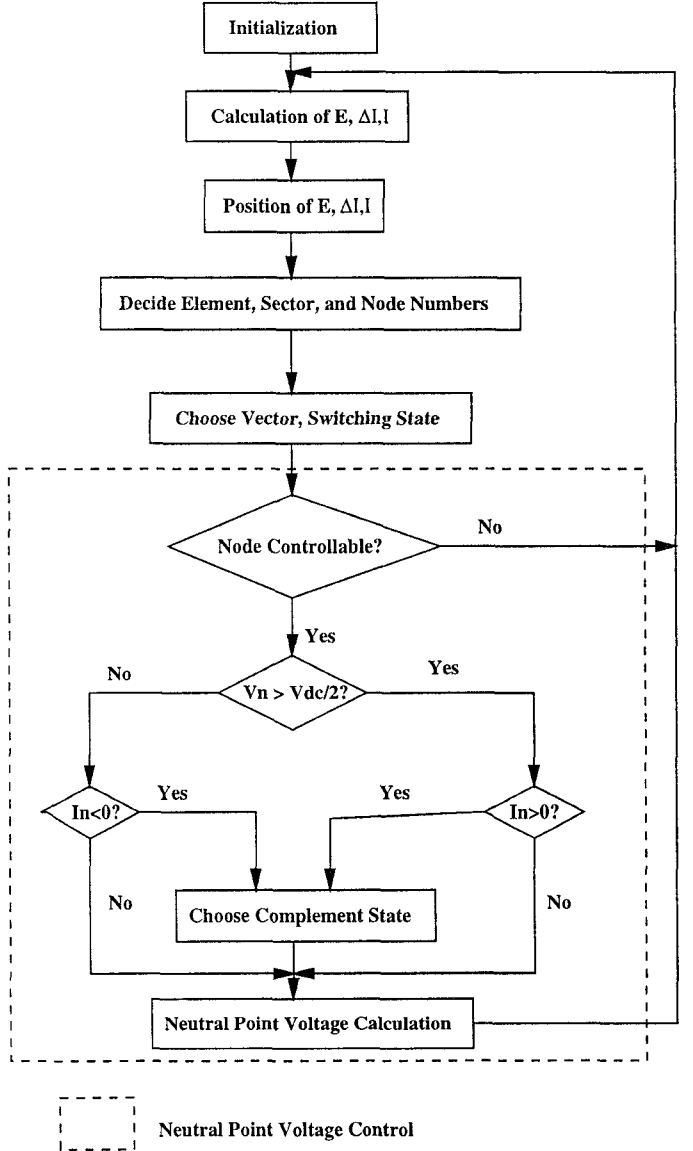 Initialization
Calculation of E, ΔI,I
Position of E, ΔI,I
Decide Element, Sector, and Node Numbers
Choose Vector, Switching State
Node Controllable?
No
Yes
No
Vn > Vdc/2?
Yes
In<0?
Yes
Yes
In>0?
No
Choose Complement State
No
Neutral Point Voltage Calculation
Neutral Point Voltage Control